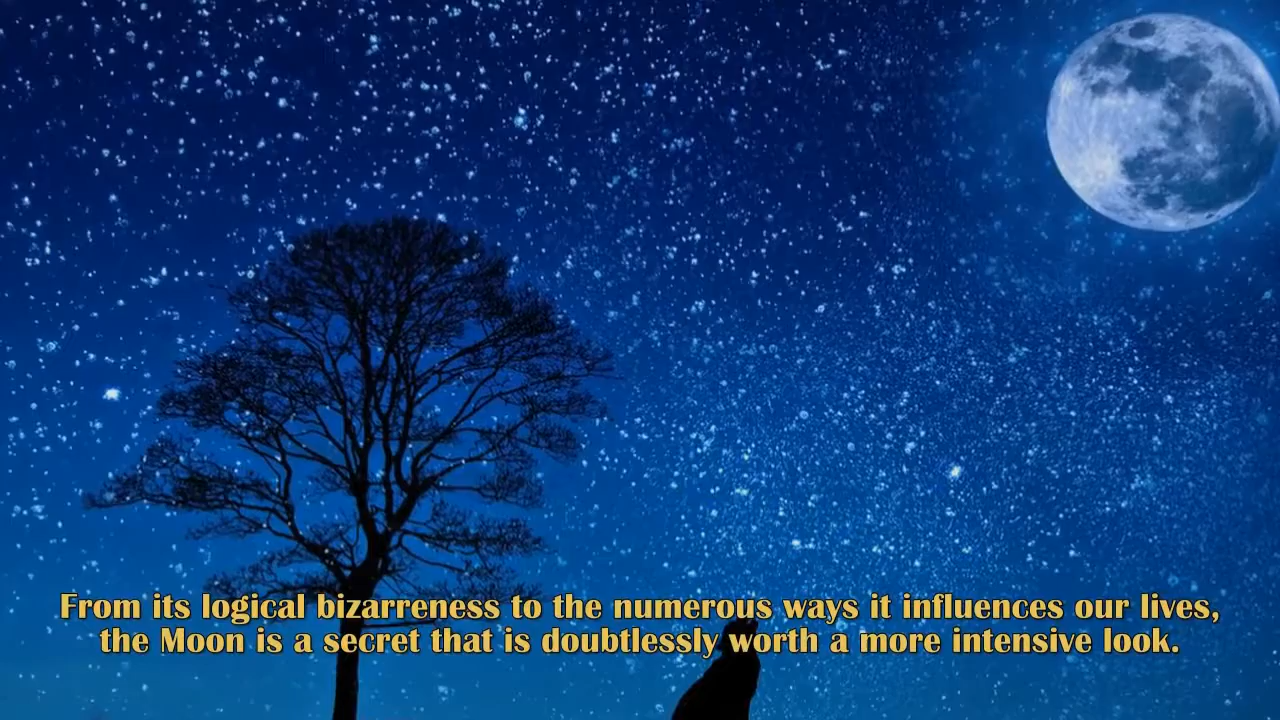 From its logical bizarreness to the numerous ways it influences our lives,
the Moon is a secret that is doubtlessly worth a more intensive look.